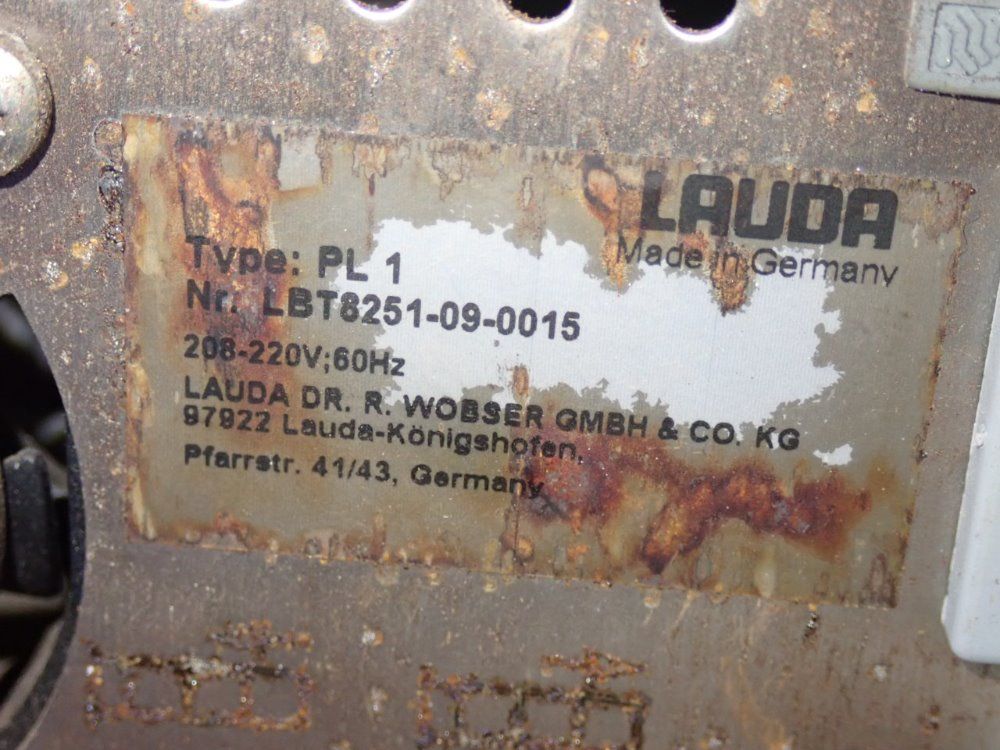 LAUDA
Made in Germany
Type: PL 1
Nr. LBT8251-09-0015
208-220V;60Hz
LAUDA DR. R. WOBSER GMBH & CO. KG
97922 Lauda-Königshofen,
Pfarrstr. 41/43, Germany